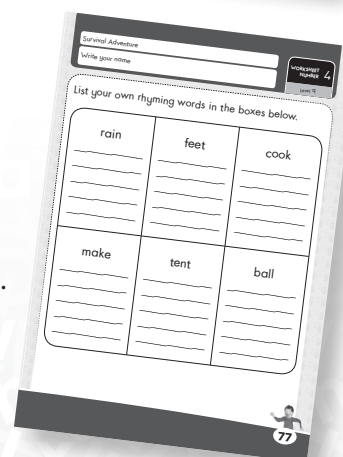 Survival Adventure
Write your name
WORKSHEET
NUMBER 4
Level 9
List your own rhyming words in the boxes below.
rain feet cook
make tent ball
77